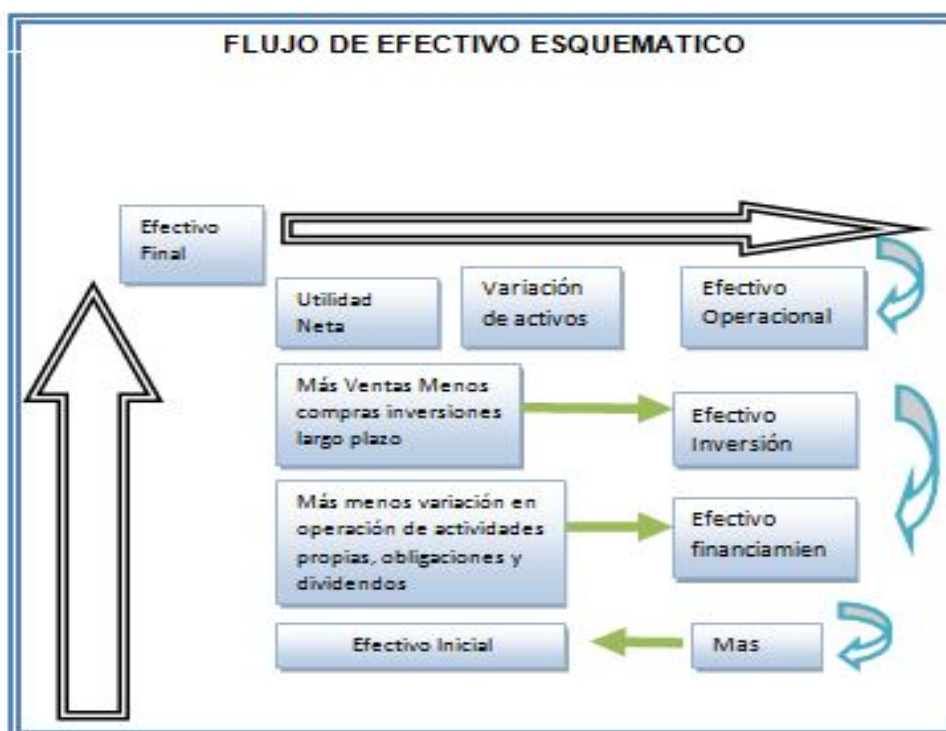 FLUJO DE EFECTIVO ESQUEMATICO
Efectivo
Final
Utilidad
Neta
Variación
de activos
Efectivo
Operacional
Más Ventas Menos
compras inversiones
largo plazo
Efectivo
Inversión
Más menos variación en
operación de actividades
propias, obligaciones y
dividendos
Efectivo
financiamien
Efectivo Inicial
Mas